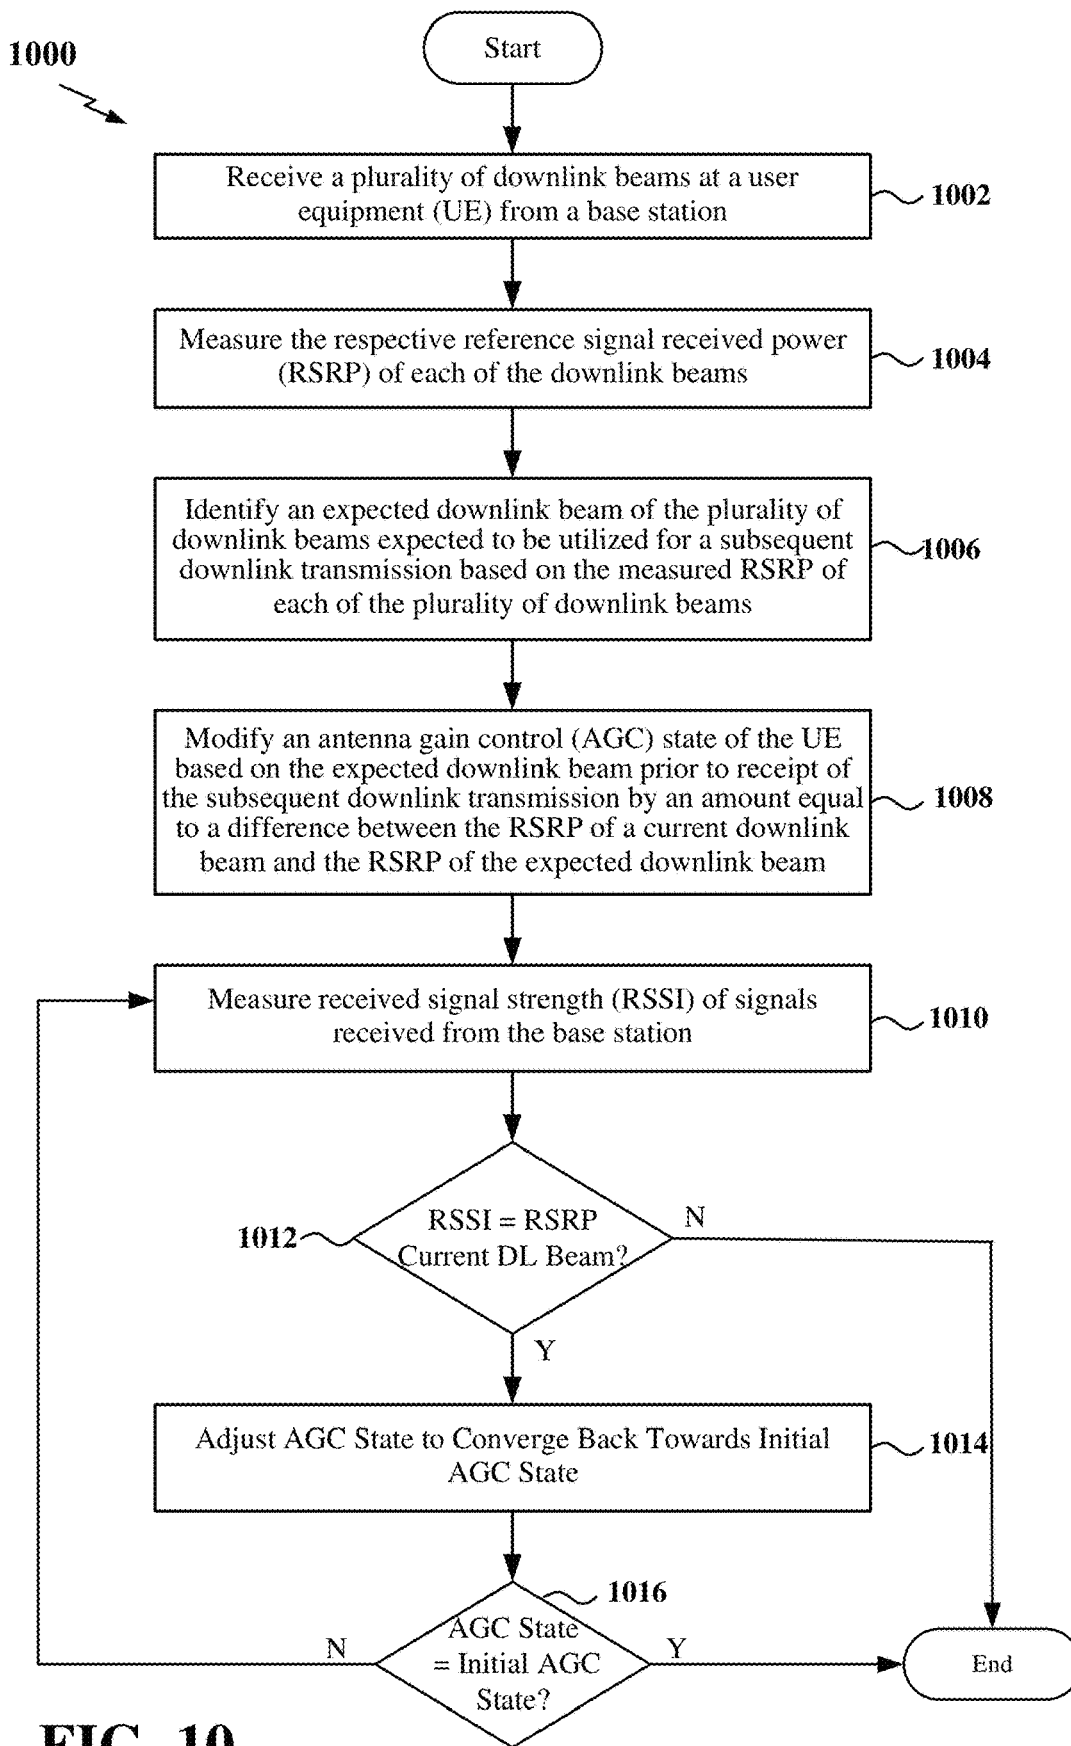 1000
Start
Receive a plurality of downlink beams at a user
equipment (UE) from a base station
1002
Measure the respective reference signal received power
(RSRP) of each of the downlink beams
1004
Identify an expected downlink beam of the plurality of
downlink beams expected to be utilized for a subsequent
downlink transmission based on the measured RSRP of
each of the plurality of downlink beams
1006
Modify an antenna gain control (AGC) state of the UE
based on the expected downlink beam prior to receipt of
the subsequent downlink transmission by an amount equal
to a difference between the RSRP of a current downlink
beam and the RSRP of the expected downlink beam
1008
Measure received signal strength (RSSI) of signals
received from the base station
1010
RSSI = RSRP
Current DL Beam?
1012
N
Y
Adjust AGC State to Converge Back Towards Initial
AGC State
1014
1016
AGC State
= Initial AGC
State?
N
Y
End
FIG. 10